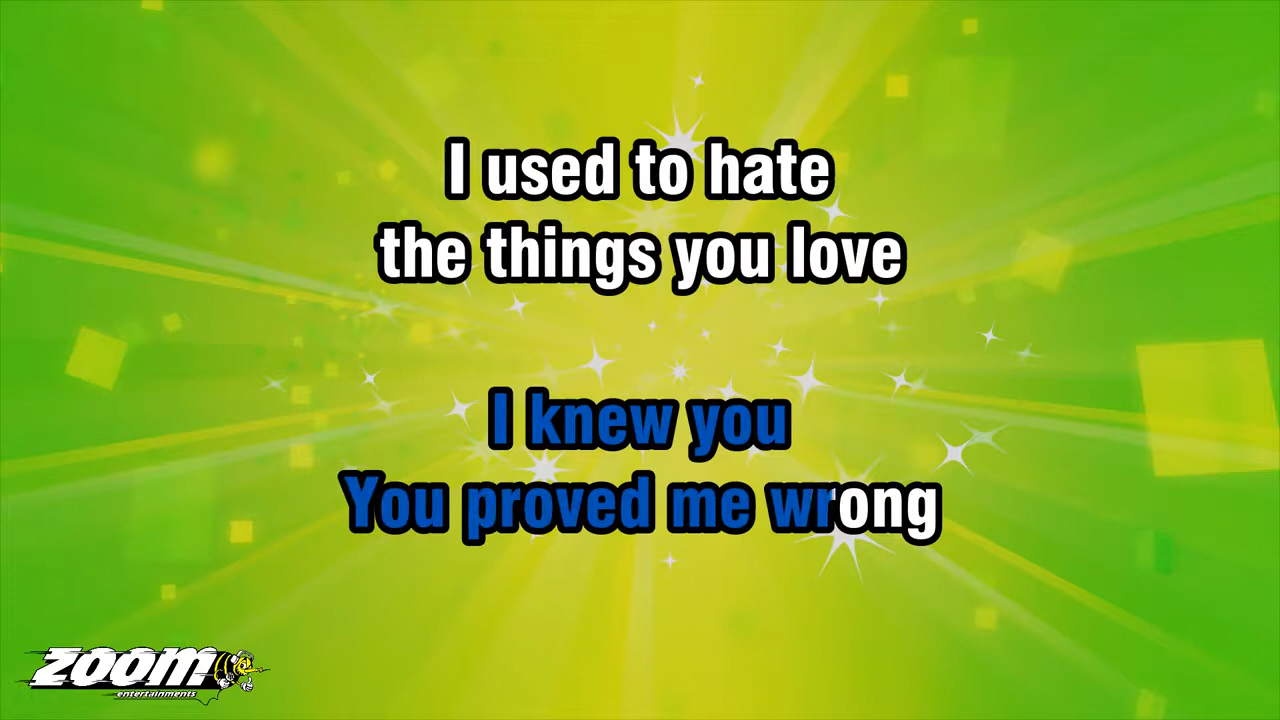 I used to hate
the things you love
I knew you
You proved me wrong
ZOOM
entertainments